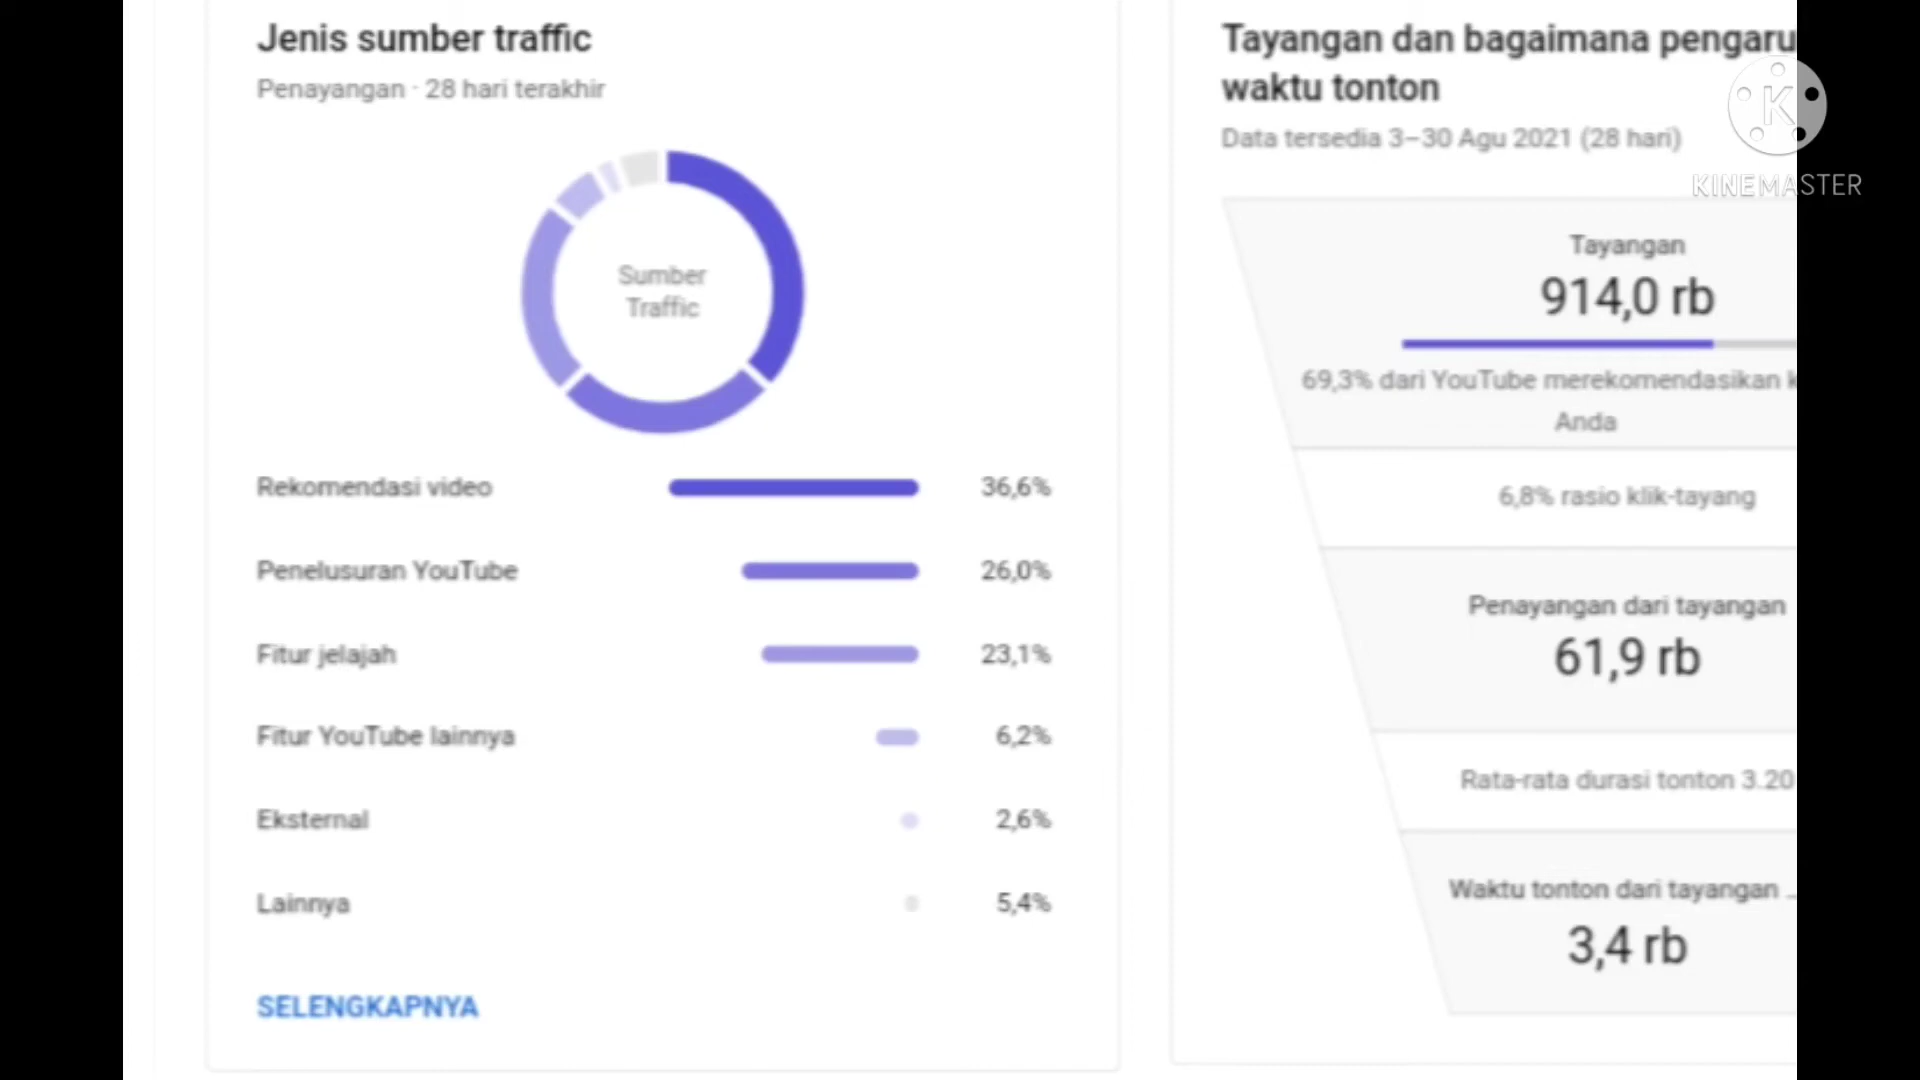 Jenis sumber traffic
Penayangan · 28 hari terakhir
Sumber
Traffic
Rekomendasi video 36,6%
Penelusuran YouTube 26,0%
Fitur jelajah 23,1%
Fitur YouTube lainnya 6,2%
Eksternal 2,6%
Lainnya 5,4%
SELENGKAPNYA
Tayangan dan bagaimana pengaru
waktu tonton
Data tersedia 3–30 Agu 2021 (28 hari)
KINEMASTER
Tayangan
914,0 rb
69,3% dari YouTube merekomendasikan k
Anda
6,8% rasio klik-tayang
Penayangan dari tayangan
61,9 rb
Rata-rata durasi tonton 3.20
Waktu tonton dari tayangan ...
3,4 rb